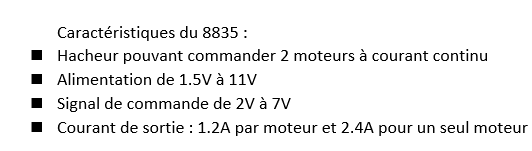 Caractéristiques du 8835 :
■ Hacheur pouvant commander 2 moteurs à courant continu
■ Alimentation de 1.5V à 11V
■ Signal de commande de 2V à 7V
■ Courant de sortie : 1.2A par moteur et 2.4A pour un seul moteur